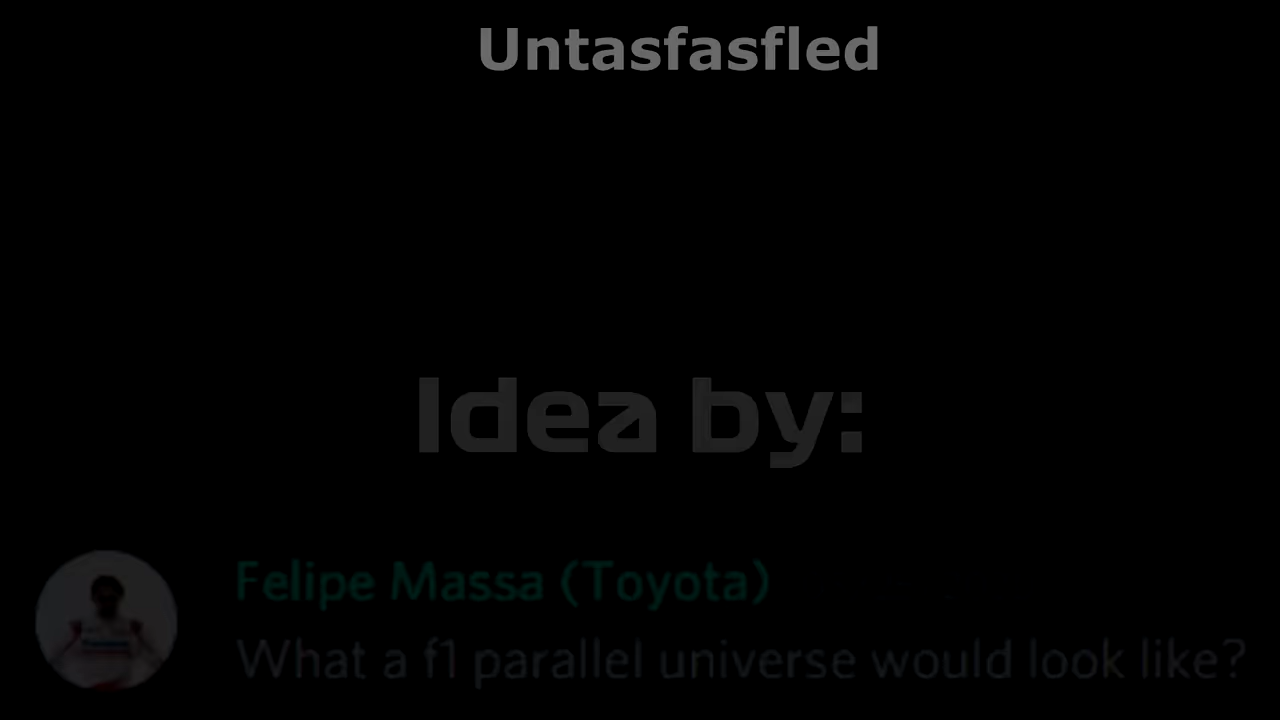 Untasfasfled
Idea by:
Felipe Massa (Toyota)
What a f1 parallel universe would look like?